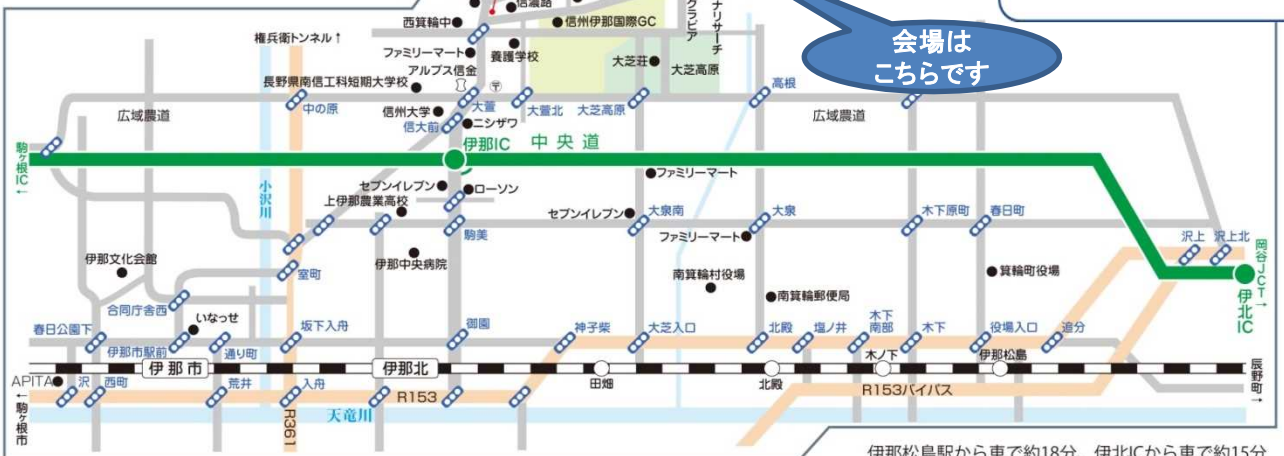 信濃路
西箕輪中
信州伊那国際GC
グラビア
ナリサーチ
会場は
こちらです
権兵衛トンネル↑
ファミリーマート
養護学校
大芝荘
大芝高原
アルプス信金
長野県南信工科短期大学校
高根
中の原
信州大学
大萱
大萱北
大芝高原
広域農道
広域農道
信大前
ニシザワ
伊那IC
中央道
駒ヶ根IC
↓
ファミリーマート
小沢川
セブンイレブン
ローソン
上伊那農業高校
セブンイレブン
大泉南
大泉
木下原町
春日町
駒美
ファミリーマート
沢上
沢上北
岡谷JCT→
伊那文化会館
伊那中央病院
室町
南箕輪村役場
箕輪町役場
南箕輪郵便局
伊北IC
合同庁舎西
いなっせ
春日公園下
伊那市駅前
通り町
坂下入舟
御園
神子柴
大芝入口
北殿
塩ノ井
木下
南部
木下
役場入口
追分
伊那市
伊那北
田畑
北殿
木ノ下
伊那松島
辰野町→
APITA
沢
西町
荒井
入舟
R153
R153バイパス
←駒ヶ根市
R361
天竜川
伊那松島駅から車で約18分、伊北ICから車で約15分